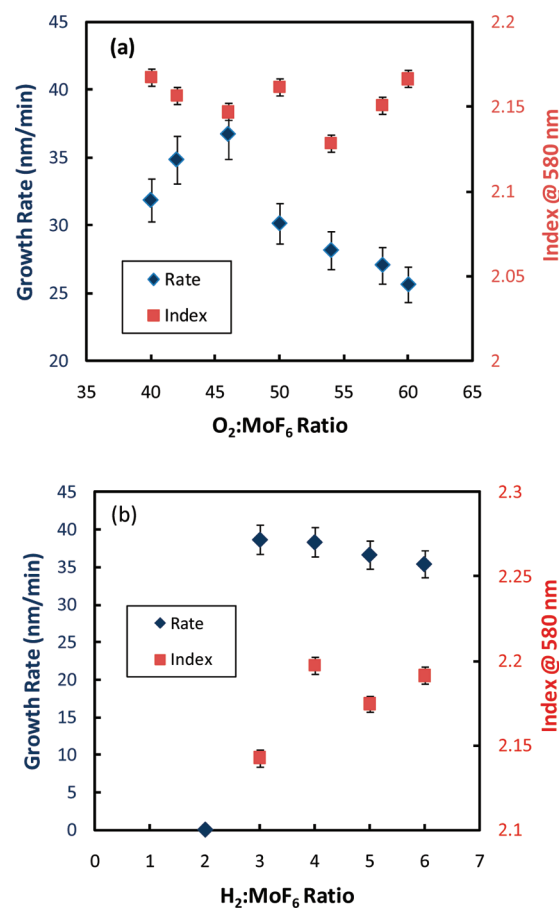 (a)
45
40
35
30
25
20
Growth Rate (nm/min)
2.2
2.15
2.1
2.05
2
Index @ 580 nm
Rate
Index
35 40 45 50 55 60 65
O₂:MoF₆ Ratio
(b)
45
40
35
30
25
20
15
10
5
0
Growth Rate (nm/min)
2.3
2.25
2.2
2.15
2.1
Index @ 580 nm
Rate
Index
0 1 2 3 4 5 6 7
H₂:MoF₆ Ratio